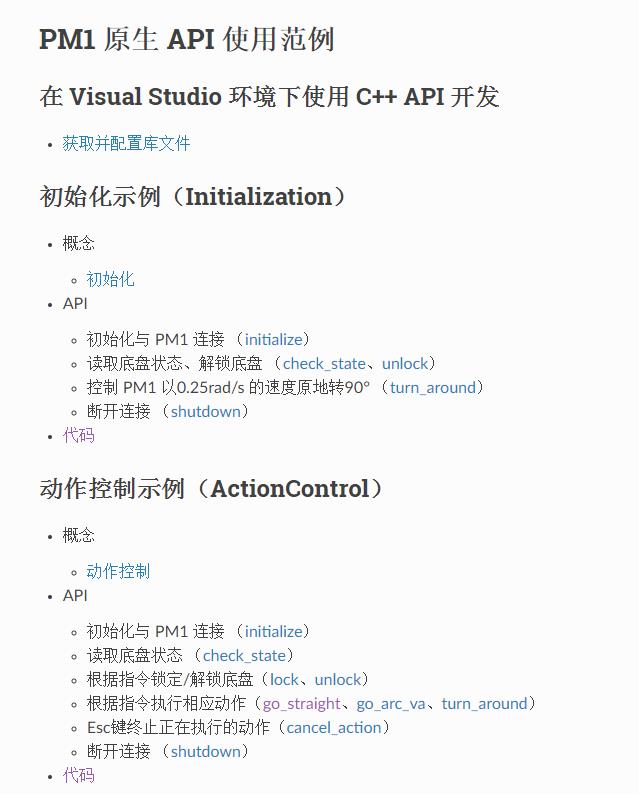 PM1 原生 API 使用范例
在 Visual Studio 环境下使用 C++ API 开发
获取并配置库文件
初始化示例（Initialization）
概念
初始化
API
初始化与 PM1 连接 （initialize）
读取底盘状态、解锁底盘 （check_state、unlock）
控制 PM1 以0.25rad/s 的速度原地转90° （turn_around）
断开连接 （shutdown）
代码
动作控制示例（ActionControl）
概念
动作控制
API
初始化与 PM1 连接 （initialize）
读取底盘状态 （check_state）
根据指令锁定/解锁底盘（lock、unlock）
根据指令执行相应动作（go_straight、go_arc_va、turn_around）
Esc键终止正在执行的动作（cancel_action）
断开连接 （shutdown）
代码